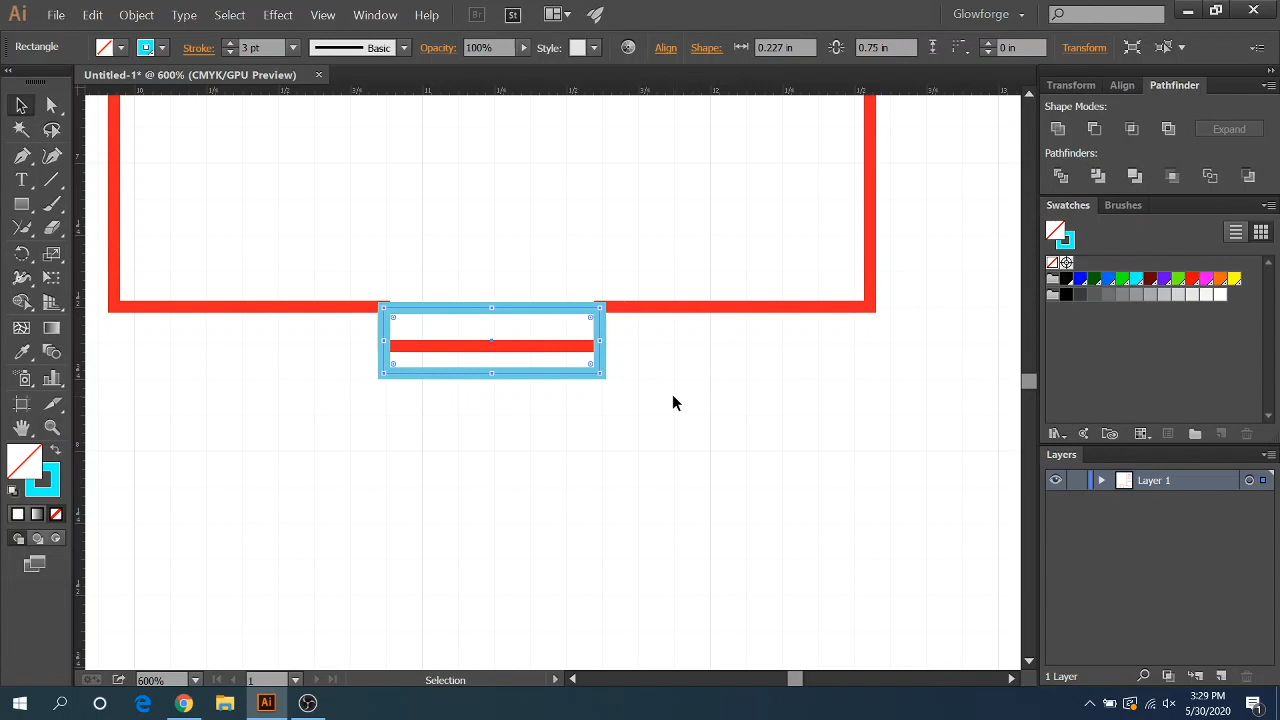 Ai File Edit Object Type Select Effect View Window Help Br St Glowforge
Rectangle Stroke: 3 pt Basic Opacity: 100% Style: Align Shape: 0.227 in 0.75 in 0 in Transform
Untitled-1* @ 600% (CMYK/GPU Preview)
Transform Align Pathfinder
Shape Modes:
Expand
Pathfinders:
Swatches Brushes
Layers
Layer 1
1 Layer
600% 1 Selection
Ai
3:29 PM
5/30/2020